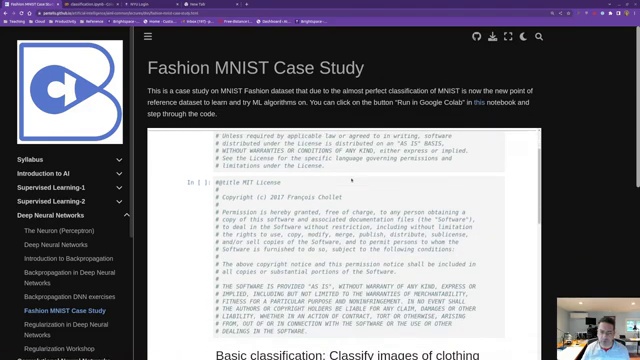 Fashion MNIST Case Study
classification.ipynb
NYU Login
New Tab
Teaching
Cloud
Productivity
Fashion MNIST Case Study
This is a case study on MNIST Fashion dataset that due to the almost perfect classification of MNIST is now the new point of
reference dataset to learn and try ML algorithms on. You can click on the button "Run in Google Colab" in this notebook and
step through the code.
# Unless required by applicable law or agreed to in writing, software
# distributed under the License is distributed on an "AS IS" BASIS,
# WITHOUT WARRANTIES OR CONDITIONS OF ANY KIND, either express or implied.
# See the License for the specific language governing permissions and
# limitations under the License.
In [ ]:
#@title MIT License
#
# Copyright (c) 2017 François Chollet
#
# Permission is hereby granted, free of charge, to any person obtaining a
# copy of this software and associated documentation files (the "Software"),
# to deal in the Software without restriction, including without limitation
# the rights to use, copy, modify, merge, publish, distribute, sublicense,
# and/or sell copies of the Software, and to permit persons to whom the
# Software is furnished to do so, subject to the following conditions:
#
# The above copyright notice and this permission notice shall be included in
# all copies or substantial portions of the Software.
#
# THE SOFTWARE IS PROVIDED "AS IS", WITHOUT WARRANTY OF ANY KIND, EXPRESS OR
# IMPLIED, INCLUDING BUT NOT LIMITED TO THE WARRANTIES OF MERCHANTABILITY,
# FITNESS FOR A PARTICULAR PURPOSE AND NONINFRINGEMENT. IN NO EVENT SHALL
# THE AUTHORS OR COPYRIGHT HOLDERS BE LIABLE FOR ANY CLAIM, DAMAGES OR OTHER
# LIABILITY, WHETHER IN AN ACTION OF CONTRACT, TORT OR OTHERWISE, ARISING
# FROM, OUT OF OR IN CONNECTION WITH THE SOFTWARE OR THE USE OR OTHER
# DEALINGS IN THE SOFTWARE.
Basic classification: Classify images of clothing
Syllabus
Introduction to AI
Supervised Learning-1
Supervised Learning-2
Deep Neural Networks
The Neuron (Perceptron)
Deep Neural Networks
Introduction to Backpropagation
Backpropagation in Deep Neural
Networks
Backpropagation DNN exercises
Fashion MNIST Case Study
Regularization in Deep Neural
Networks